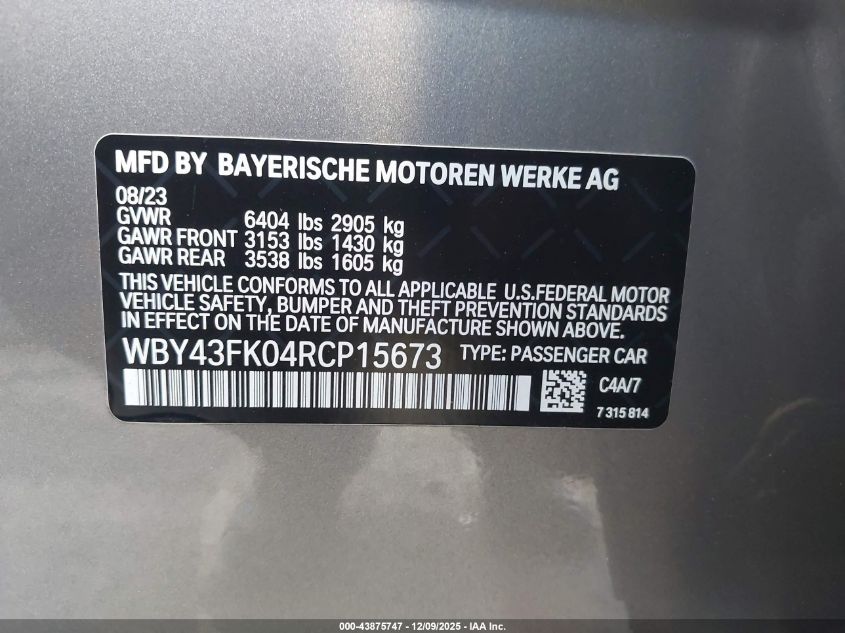 MFD BY BAYERISCHE MOTOREN WERKE AG
08/23
GVWR 6404 lbs 2905 kg
GAWR FRONT 3153 lbs 1430 kg
GAWR REAR 3538 lbs 1605 kg
THIS VEHICLE CONFORMS TO ALL APPLICABLE U.S.FEDERAL MOTOR
VEHICLE SAFETY, BUMPER AND THEFT PREVENTION STANDARDS
IN EFFECT ON THE DATE OF MANUFACTURE SHOWN ABOVE.
WBY43FK04RCP15673 TYPE: PASSENGER CAR
C4A/7
7 315 814
000-43875747 - 12/09/2025 - IAA Inc.